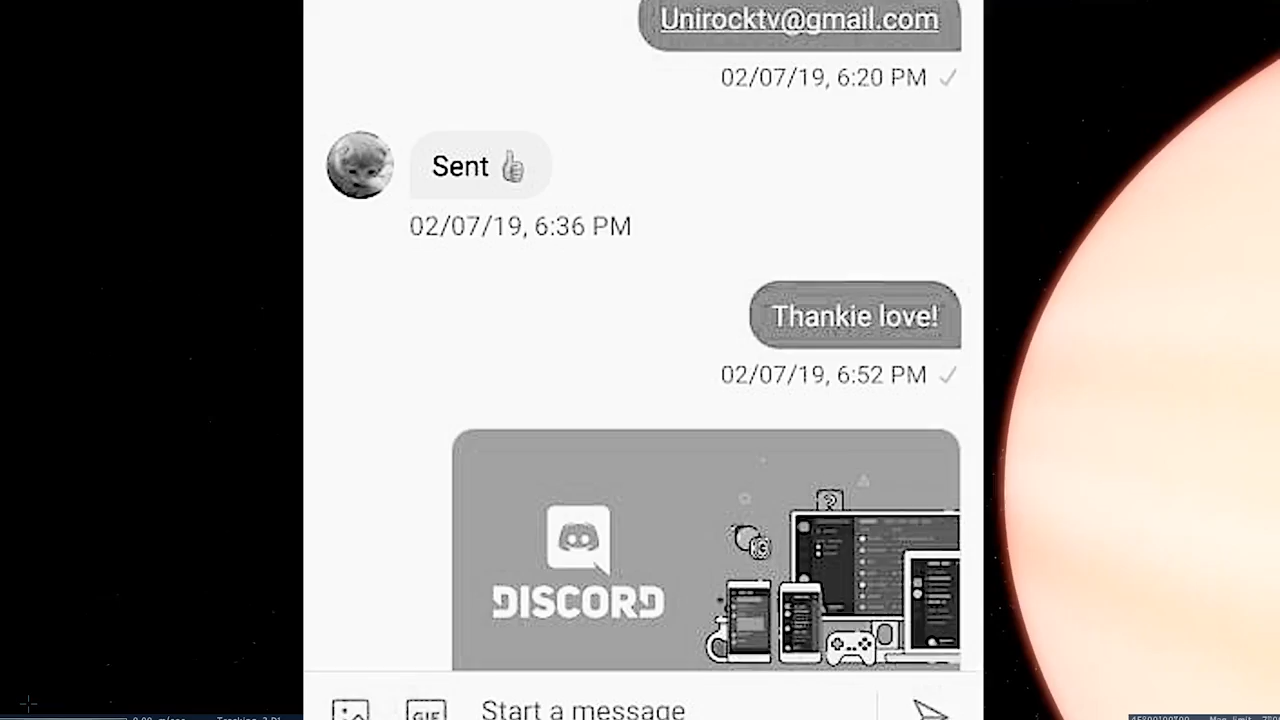 Unirocktv@gmail.com
02/07/19, 6:20 PM
Sent
02/07/19, 6:36 PM
Thankie love!
02/07/19, 6:52 PM
DISCORD
GIF
Start a message